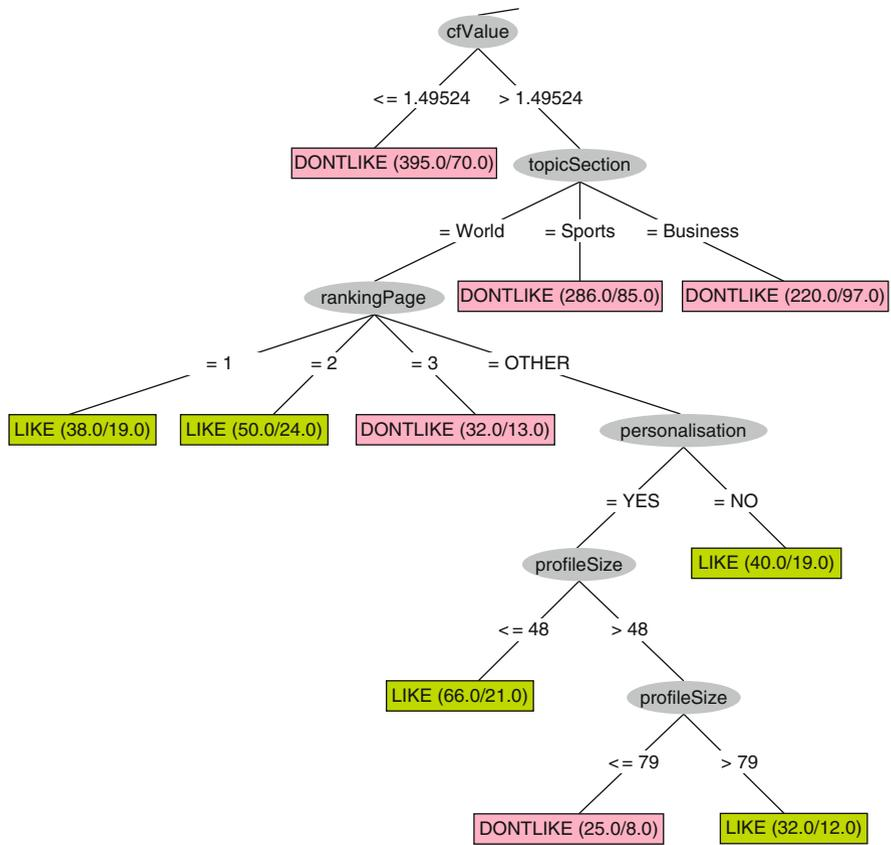 cfValue
<= 1.49524
> 1.49524
DONTLIKE (395.0/70.0)
topicSection
= World
= Sports
= Business
rankingPage
DONTLIKE (286.0/85.0)
DONTLIKE (220.0/97.0)
= 1
= 2
= 3
= OTHER
LIKE (38.0/19.0)
LIKE (50.0/24.0)
DONTLIKE (32.0/13.0)
personalisation
= YES
= NO
profileSize
LIKE (40.0/19.0)
<= 48
> 48
LIKE (66.0/21.0)
profileSize
<= 79
> 79
DONTLIKE (25.0/8.0)
LIKE (32.0/12.0)